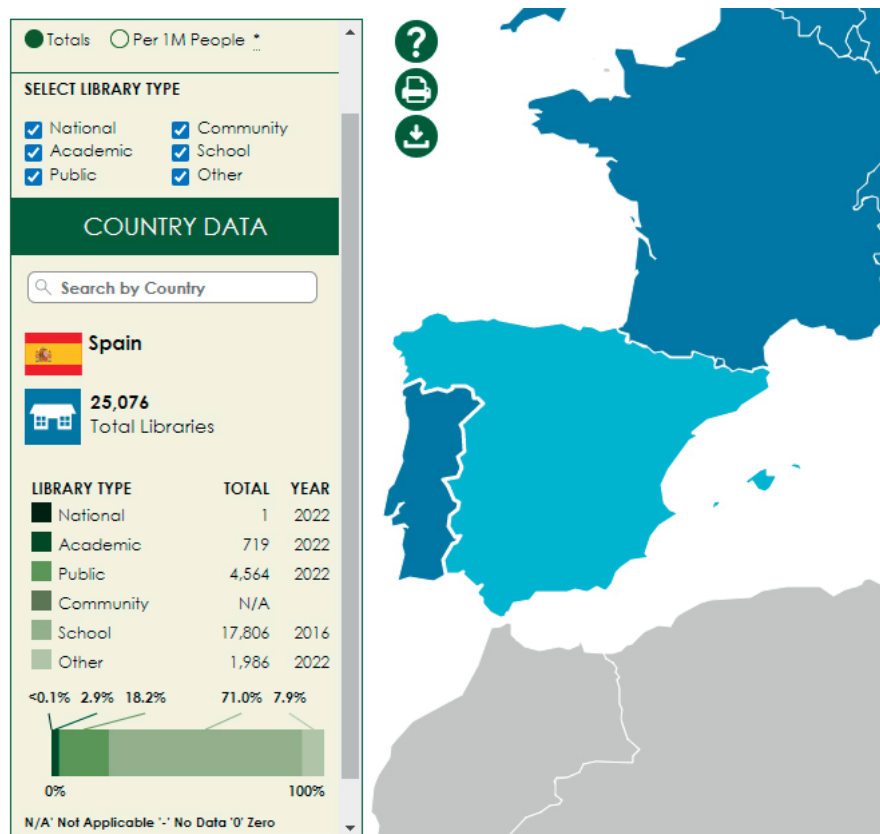 Totals Per 1M People *
SELECT LIBRARY TYPE
National Community
Academic School
Public Other
COUNTRY DATA
Search by Country
Spain
25,076
Total Libraries
LIBRARY TYPE TOTAL YEAR
National 1 2022
Academic 719 2022
Public 4,564 2022
Community N/A
School 17,806 2016
Other 1,986 2022
<0.1% 2.9% 18.2% 71.0% 7.9%
0% 100%
N/A' Not Applicable '-' No Data '0' Zero